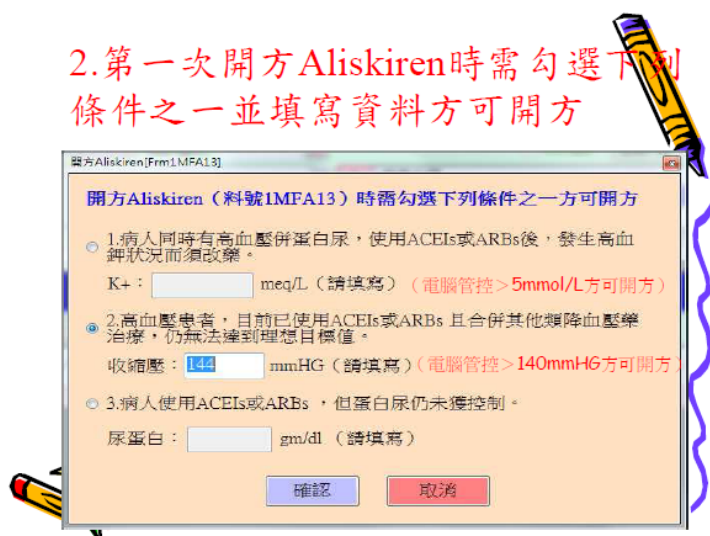 2.第一次開方Aliskiren時需勾選下列
條件之一並填寫資料方可開方
開方Aliskiren[Frm1MFA13]
開方Aliskiren（料號1MFA13）時需勾選下列條件之一方可開方
1.病人同時有高血壓併蛋白尿，使用ACEIs或ARBs後，發生高血
鉀狀況而須改藥。
K+： meq/L（請填寫）（電腦管控＞5mmol/L方可開方）
2.高血壓患者，目前已使用ACEIs或ARBs 且合併其他類降血壓藥
治療，仍無法達到理想目標值。
收縮壓： 144 mmHG（請填寫）（電腦管控＞140mmHG方可開方）
3.病人使用ACEIs或ARBs ，但蛋白尿仍未獲控制。
尿蛋白： gm/dl （請填寫）
確認 取消